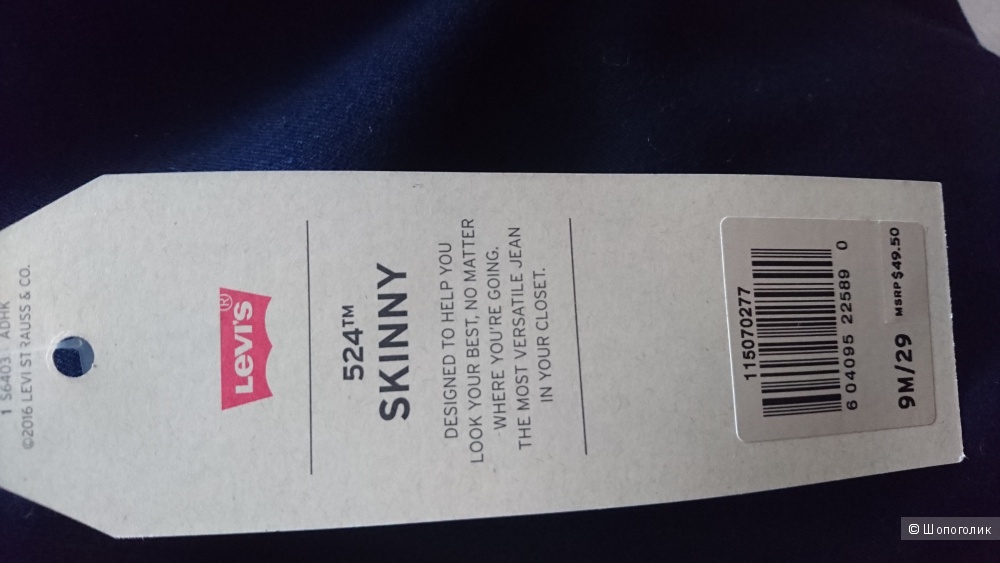 1 S6403 ADHK
©2016 LEVI STRAUSS & CO.
LEVI'S®
524™
SKINNY
DESIGNED TO HELP YOU
LOOK YOUR BEST, NO MATTER
WHERE YOU'RE GOING.
THE MOST VERSATILE JEAN
IN YOUR CLOSET.
115070277
6 04095 22589 0
9M/29 MSRP $49.50
© Шопоголик